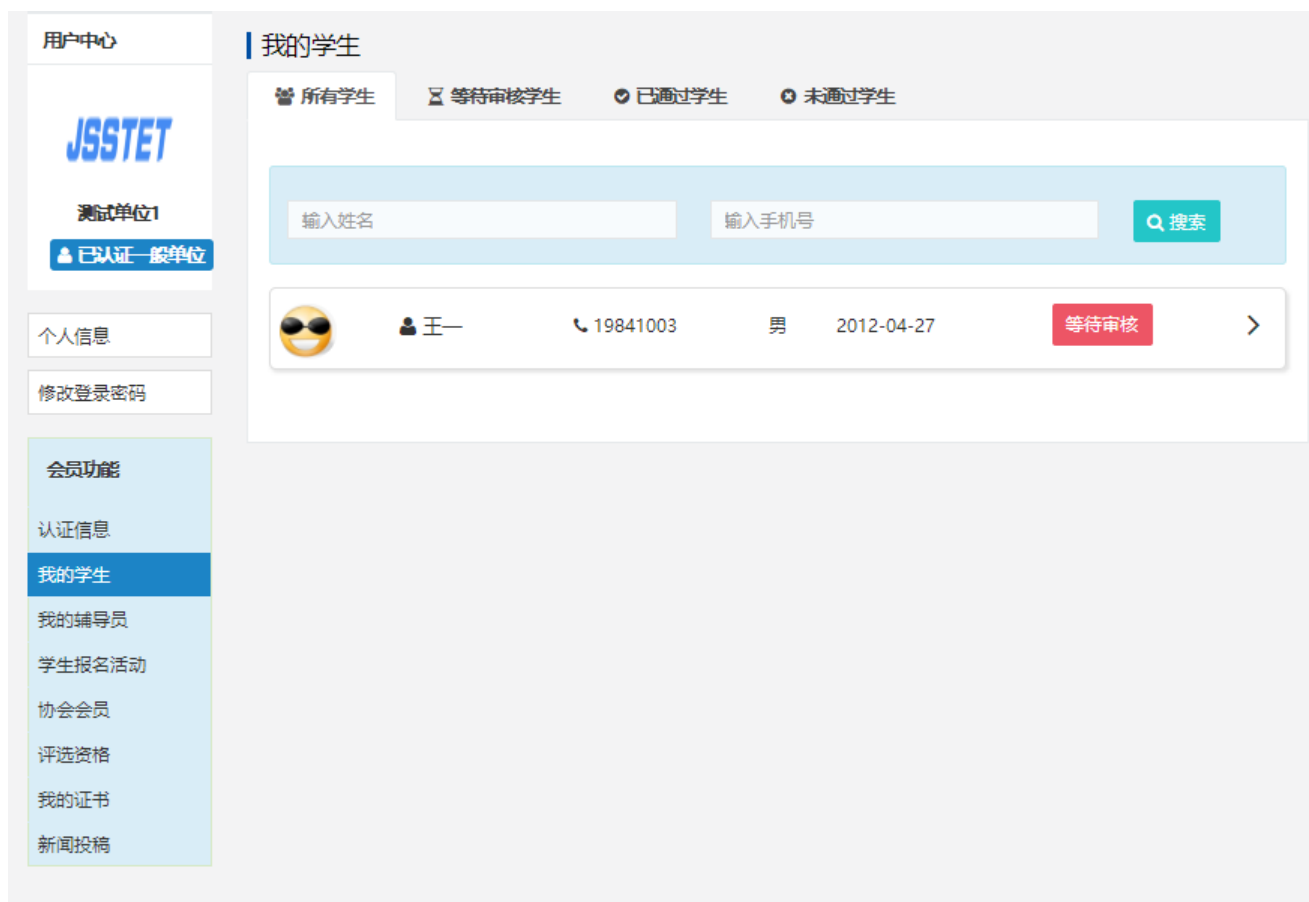 用户中心
JSSTET
测试单位1
已认证一般单位
个人信息
修改登录密码
会员功能
认证信息
我的学生
我的辅导员
学生报名活动
协会会员
评选资格
我的证书
新闻投稿
我的学生
所有学生 等待审核学生 已通过学生 未通过学生
输入姓名 输入手机号 搜索
王一 19841003 男 2012-04-27 等待审核